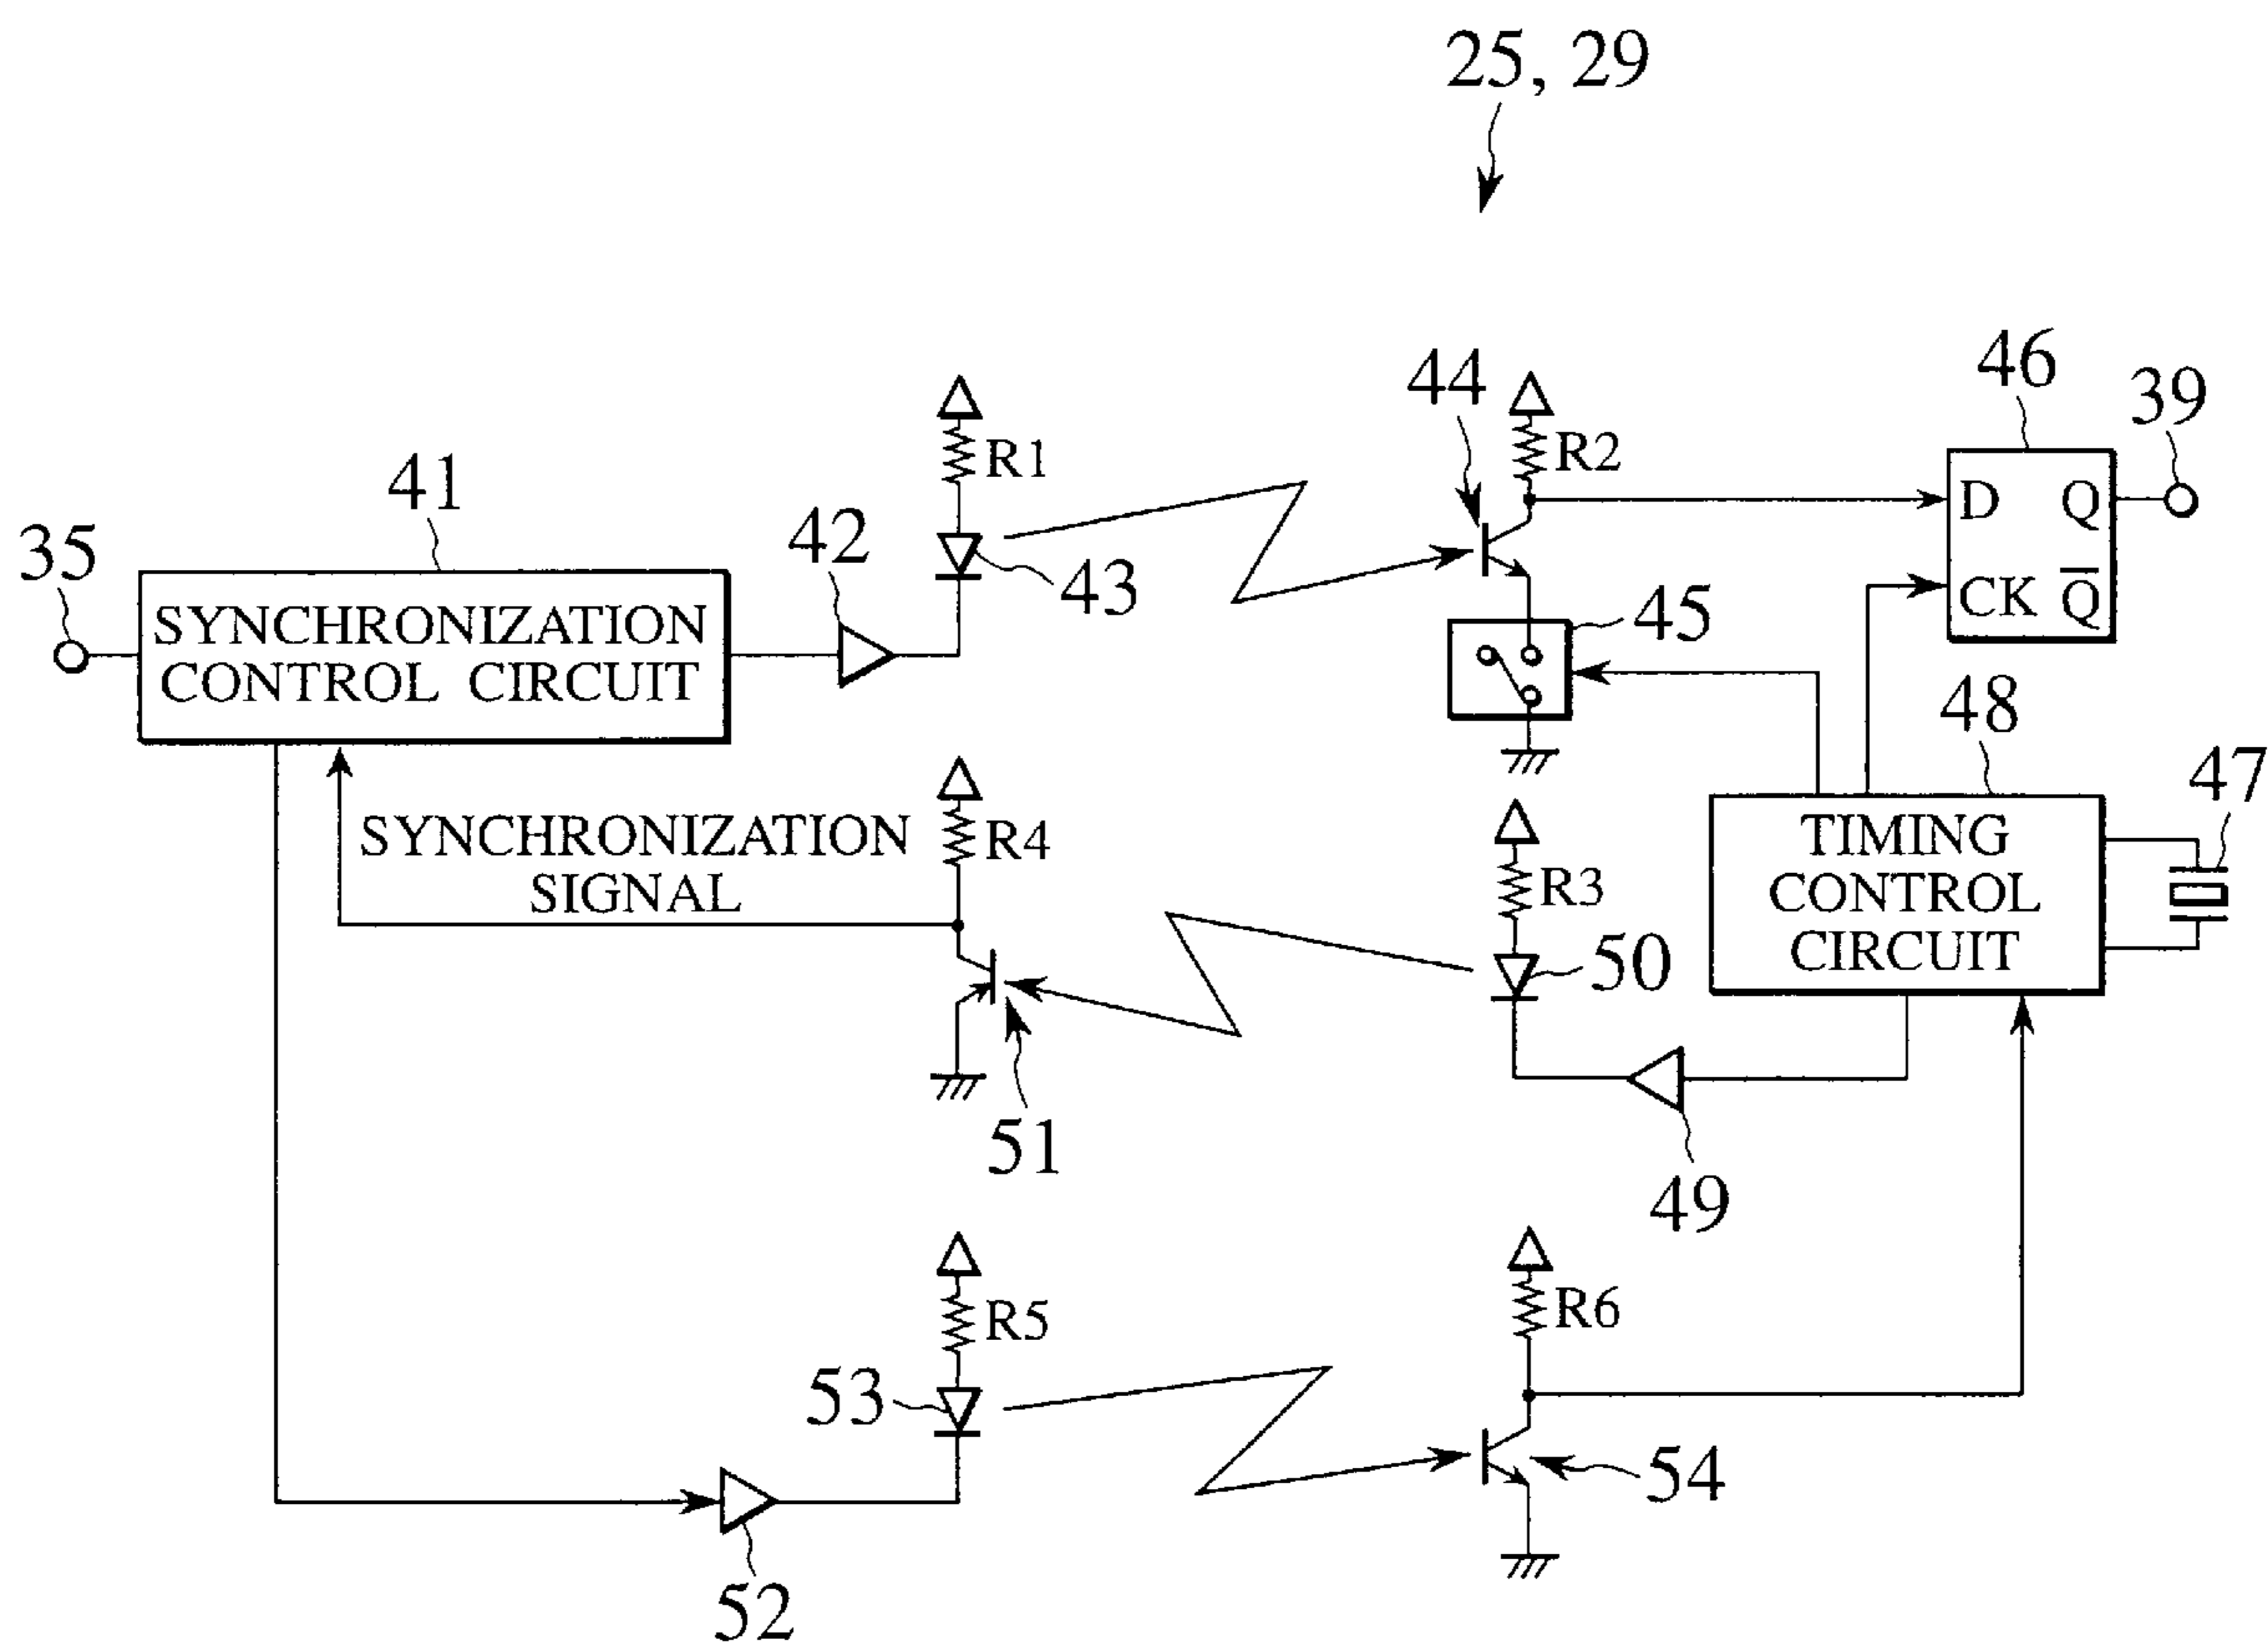 25, 29
46
39
44
R1
R2
41
42
43
35
D Q
CK Q̅
45
SYNCHRONIZATION
CONTROL CIRCUIT
48
47
SYNCHRONIZATION
SIGNAL
R4
R3
TIMING
CONTROL
CIRCUIT
50
51
49
R5
R6
53
54
52